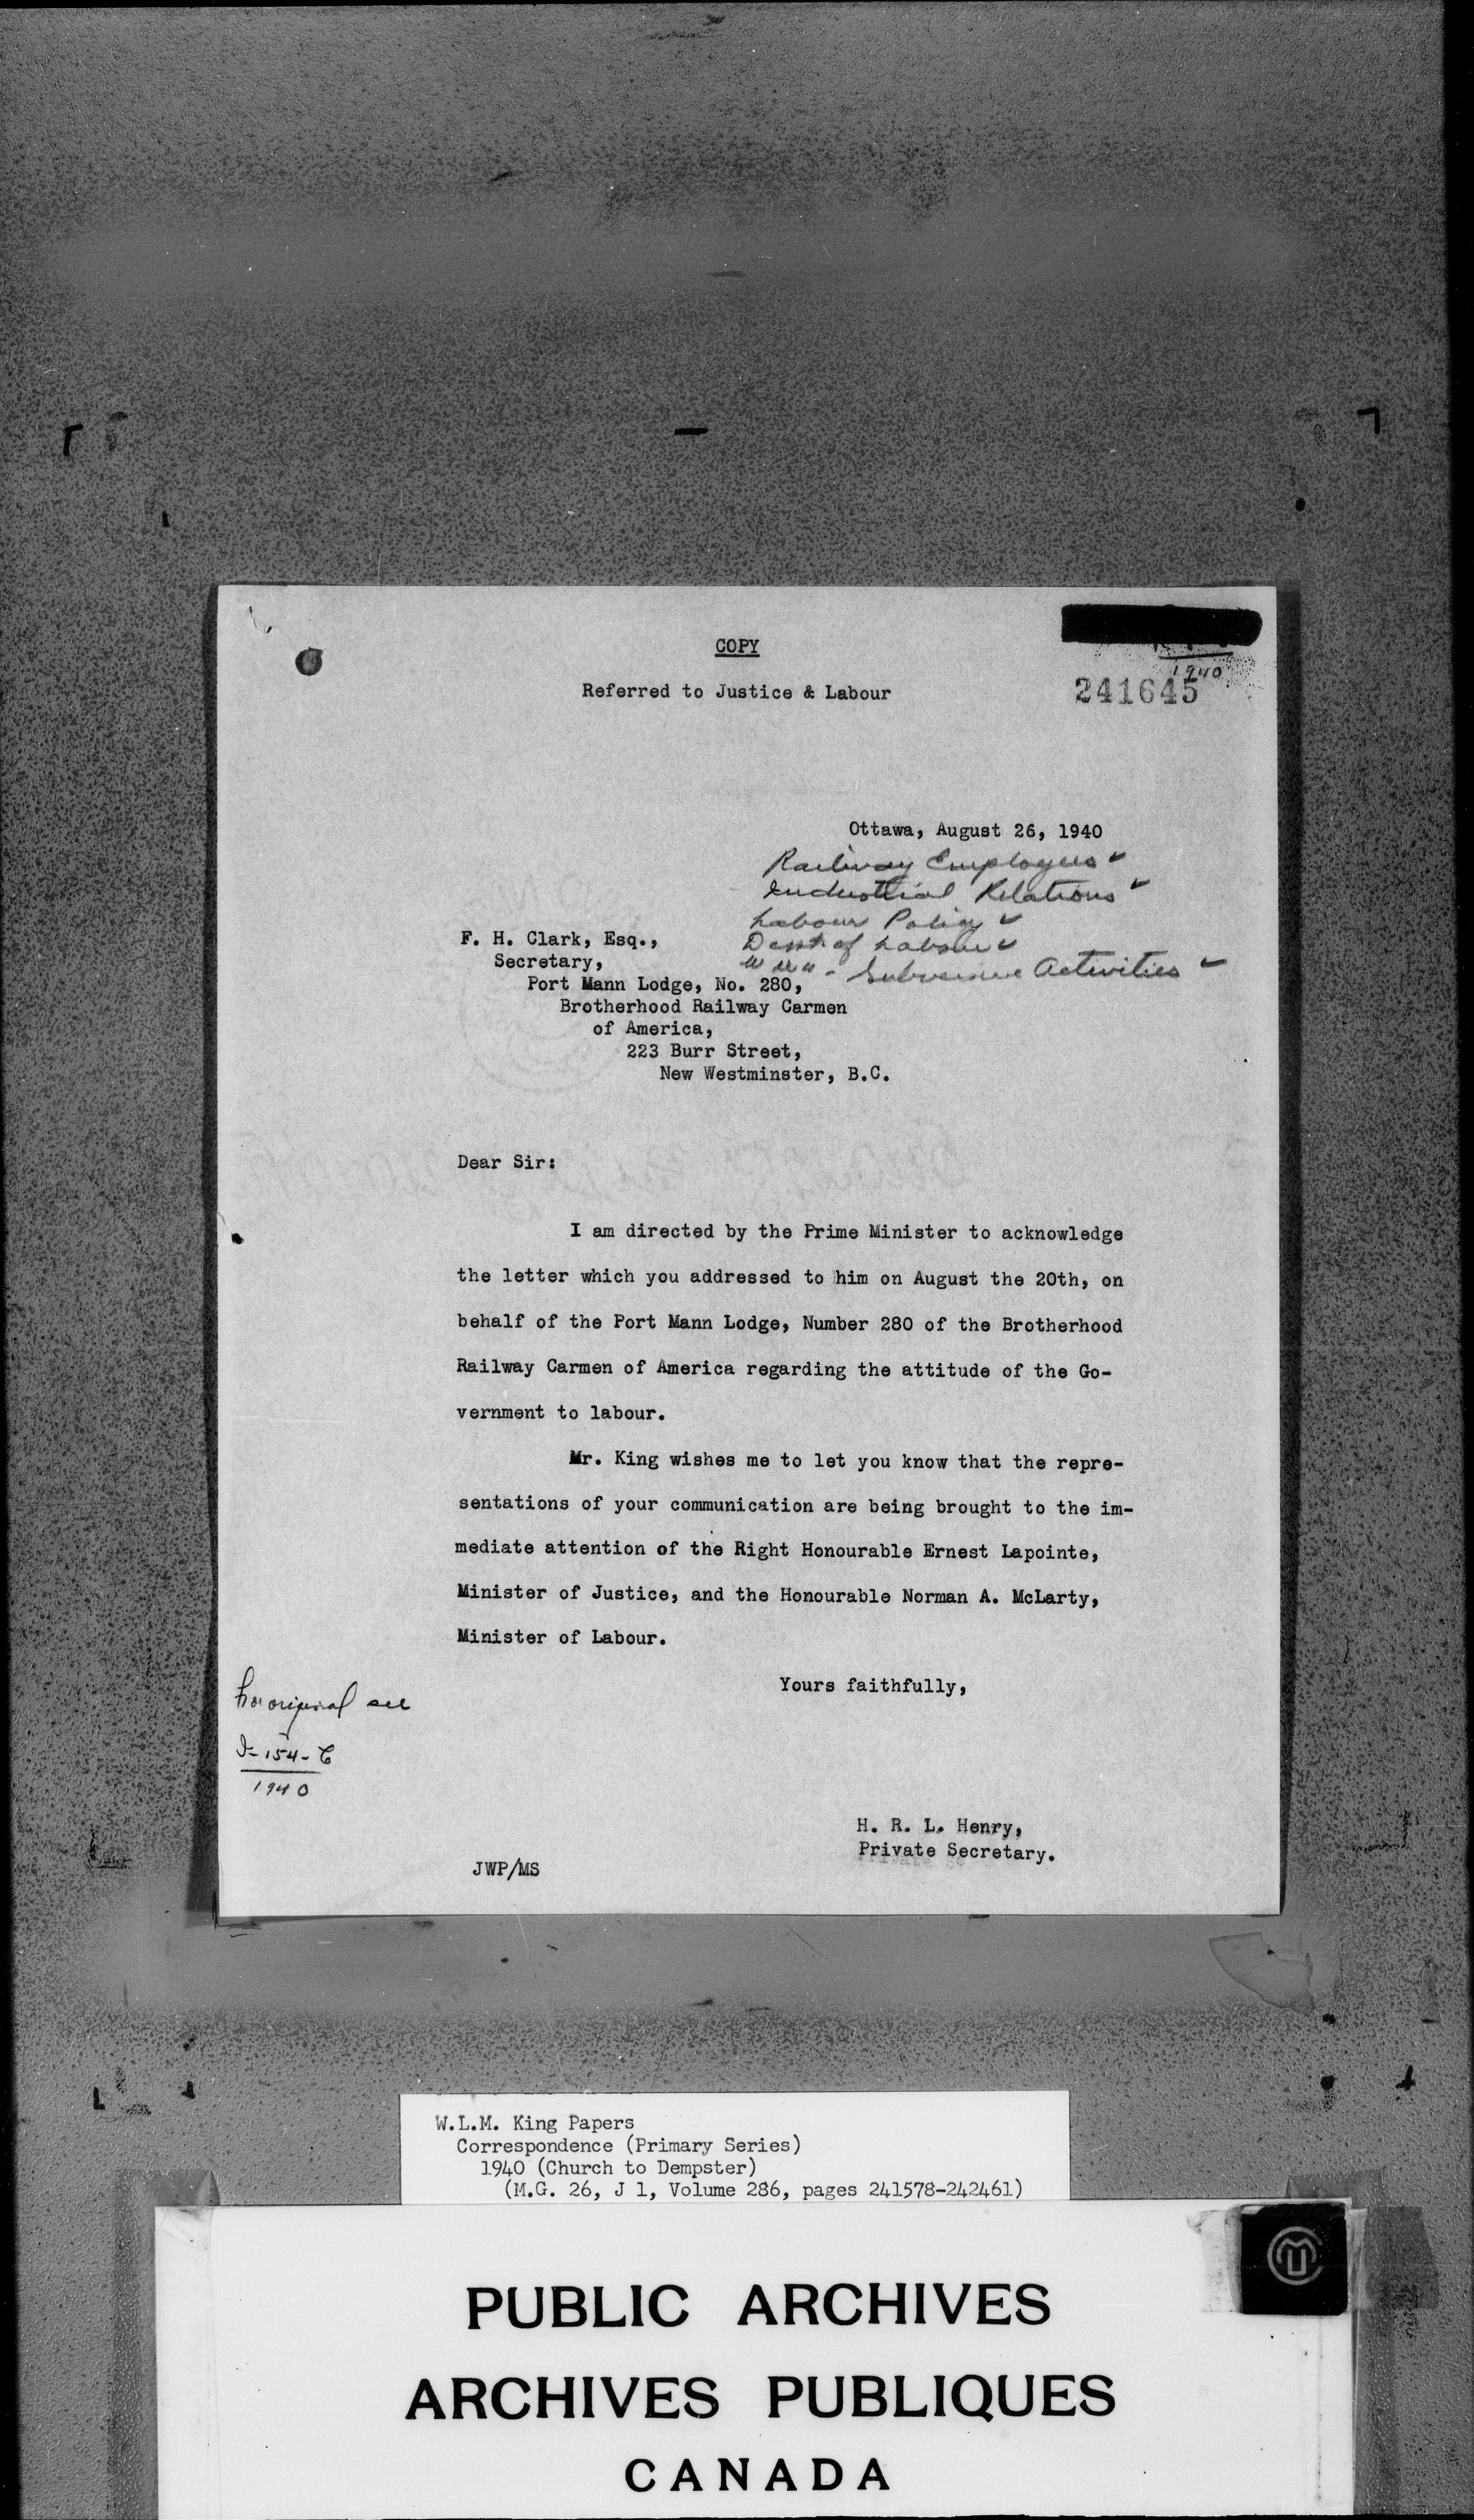 COPY
Referred to Justice & Labour
1940
241645
Ottawa, August 26, 1940
Railway Employees ✓
Industrial Relations ✓
Labour Policy ✓
F. H. Clark, Esq.,
Dept of Labour ✓
Secretary,
- Subversive Activities ✓
Port Mann Lodge, No. 280,
Brotherhood Railway Carmen
of America,
223 Burr Street,
New Westminster, B.C.
Dear Sir:
I am directed by the Prime Minister to acknowledge
the letter which you addressed to him on August the 20th, on
behalf of the Port Mann Lodge, Number 280 of the Brotherhood
Railway Carmen of America regarding the attitude of the Go-
vernment to labour.
Mr. King wishes me to let you know that the repre-
sentations of your communication are being brought to the im-
mediate attention of the Right Honourable Ernest Lapointe,
Minister of Justice, and the Honourable Norman A. McLarty,
Minister of Labour.
Yours faithfully,
For original see
I-154-C
1940
H. R. L. Henry,
Private Secretary.
JWP/MS
W.L.M. King Papers
Correspondence (Primary Series)
1940 (Church to Dempster)
(M.G. 26, J 1, Volume 286, pages 241578-242461)
PUBLIC ARCHIVES
ARCHIVES PUBLIQUES
CANADA